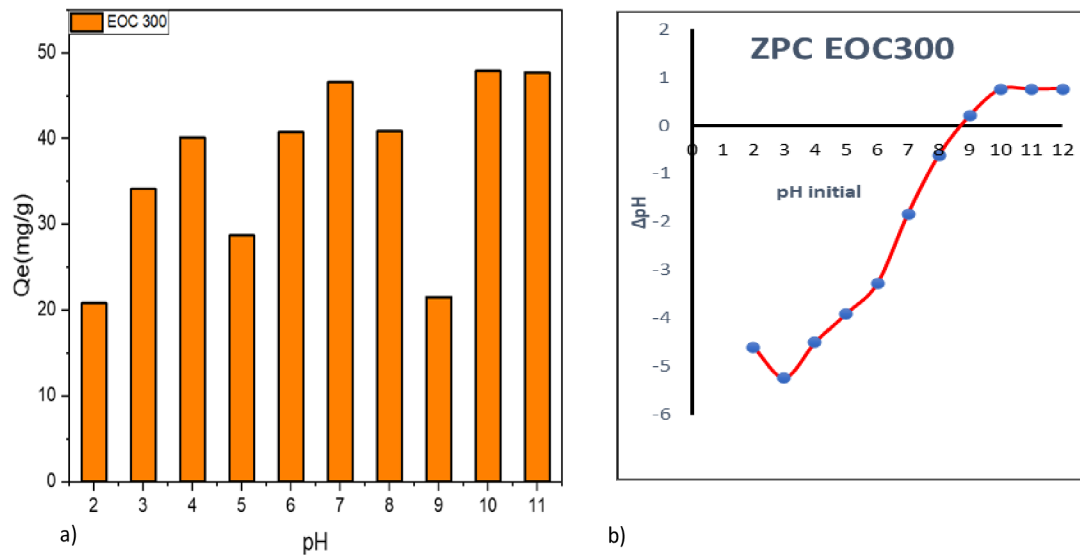 EOC 300
50
40
30
20
10
0
Qe(mg/g)
2 3 4 5 6 7 8 9 10 11
pH
a)
ZPC EOC300
2
1
0
-1
-2
-3
-4
-5
-6
ΔpH
0 1 2 3 4 5 6 7 8 9 10 11 12
pH initial
b)